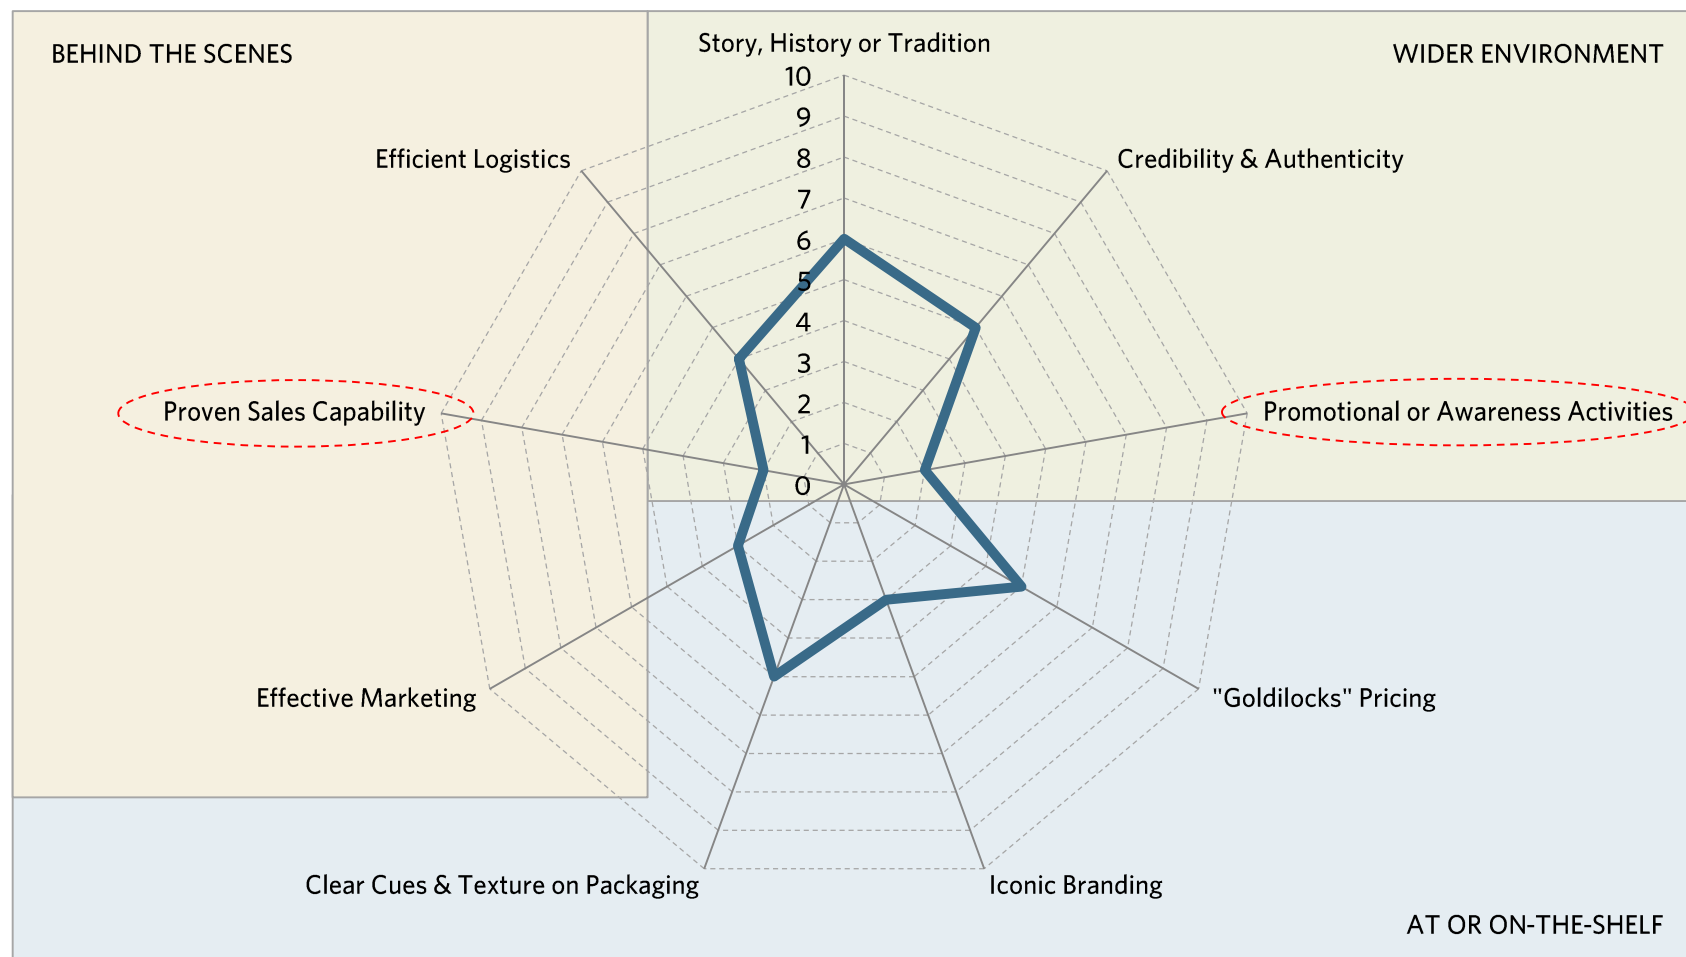 BEHIND THE SCENES
WIDER ENVIRONMENT
Story, History or Tradition
10
9
8
7
6
5
4
3
2
1
0
Efficient Logistics
Credibility & Authenticity
Proven Sales Capability
Promotional or Awareness Activities
Effective Marketing
"Goldilocks" Pricing
Clear Cues & Texture on Packaging
Iconic Branding
AT OR ON-THE-SHELF